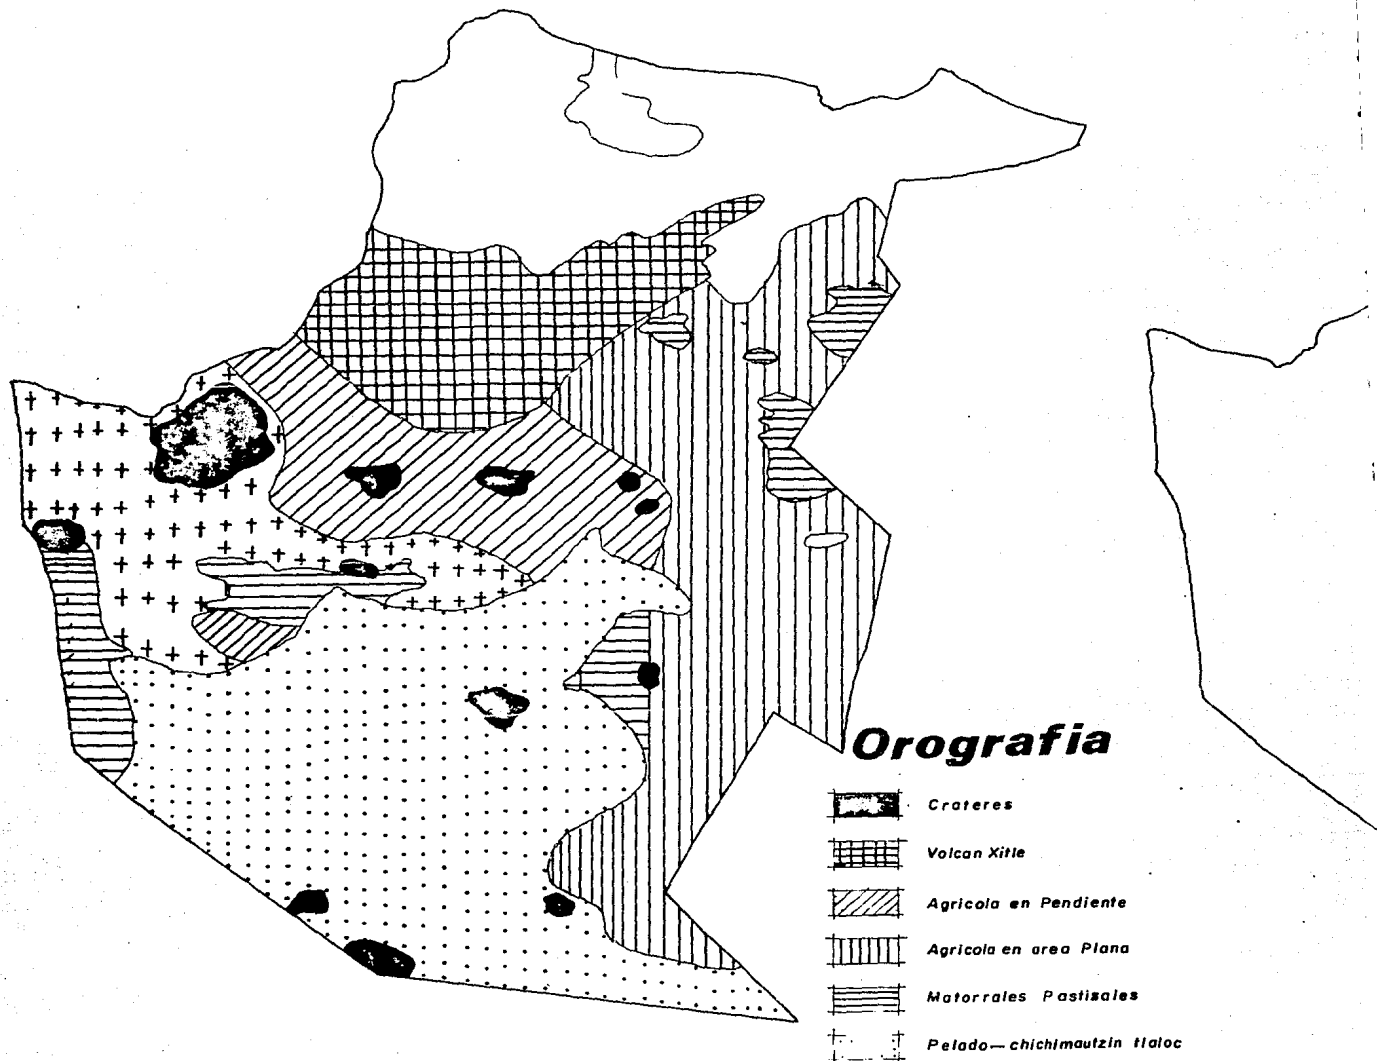 Orografia
Crateres
Volcan Xitle
Agricola en Pendiente
Agricola en area Plana
Matorrales Pastisales
Pelado—chichimautzin tlaloc